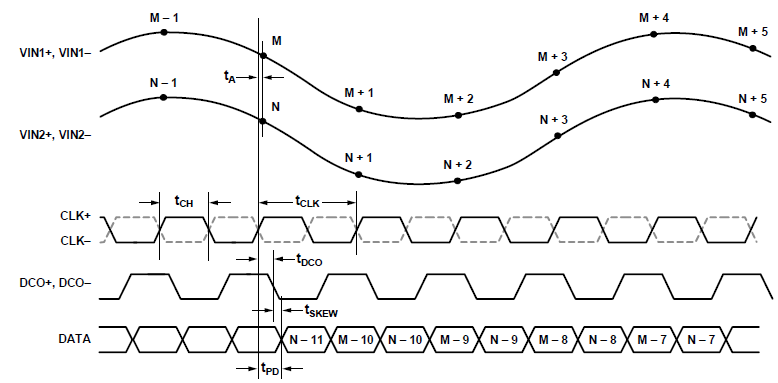 M – 1
M
M + 1
M + 2
M + 3
M + 4
M + 5
VIN1+, VIN1–
tA
N – 1
N
N + 1
N + 2
N + 3
N + 4
N + 5
VIN2+, VIN2–
tCH
tCLK
CLK+
CLK–
tDCO
DCO+, DCO–
tSKEW
DATA
N – 11 M – 10 N – 10 M – 9 N – 9 M – 8 N – 8 M – 7 N – 7
tPD